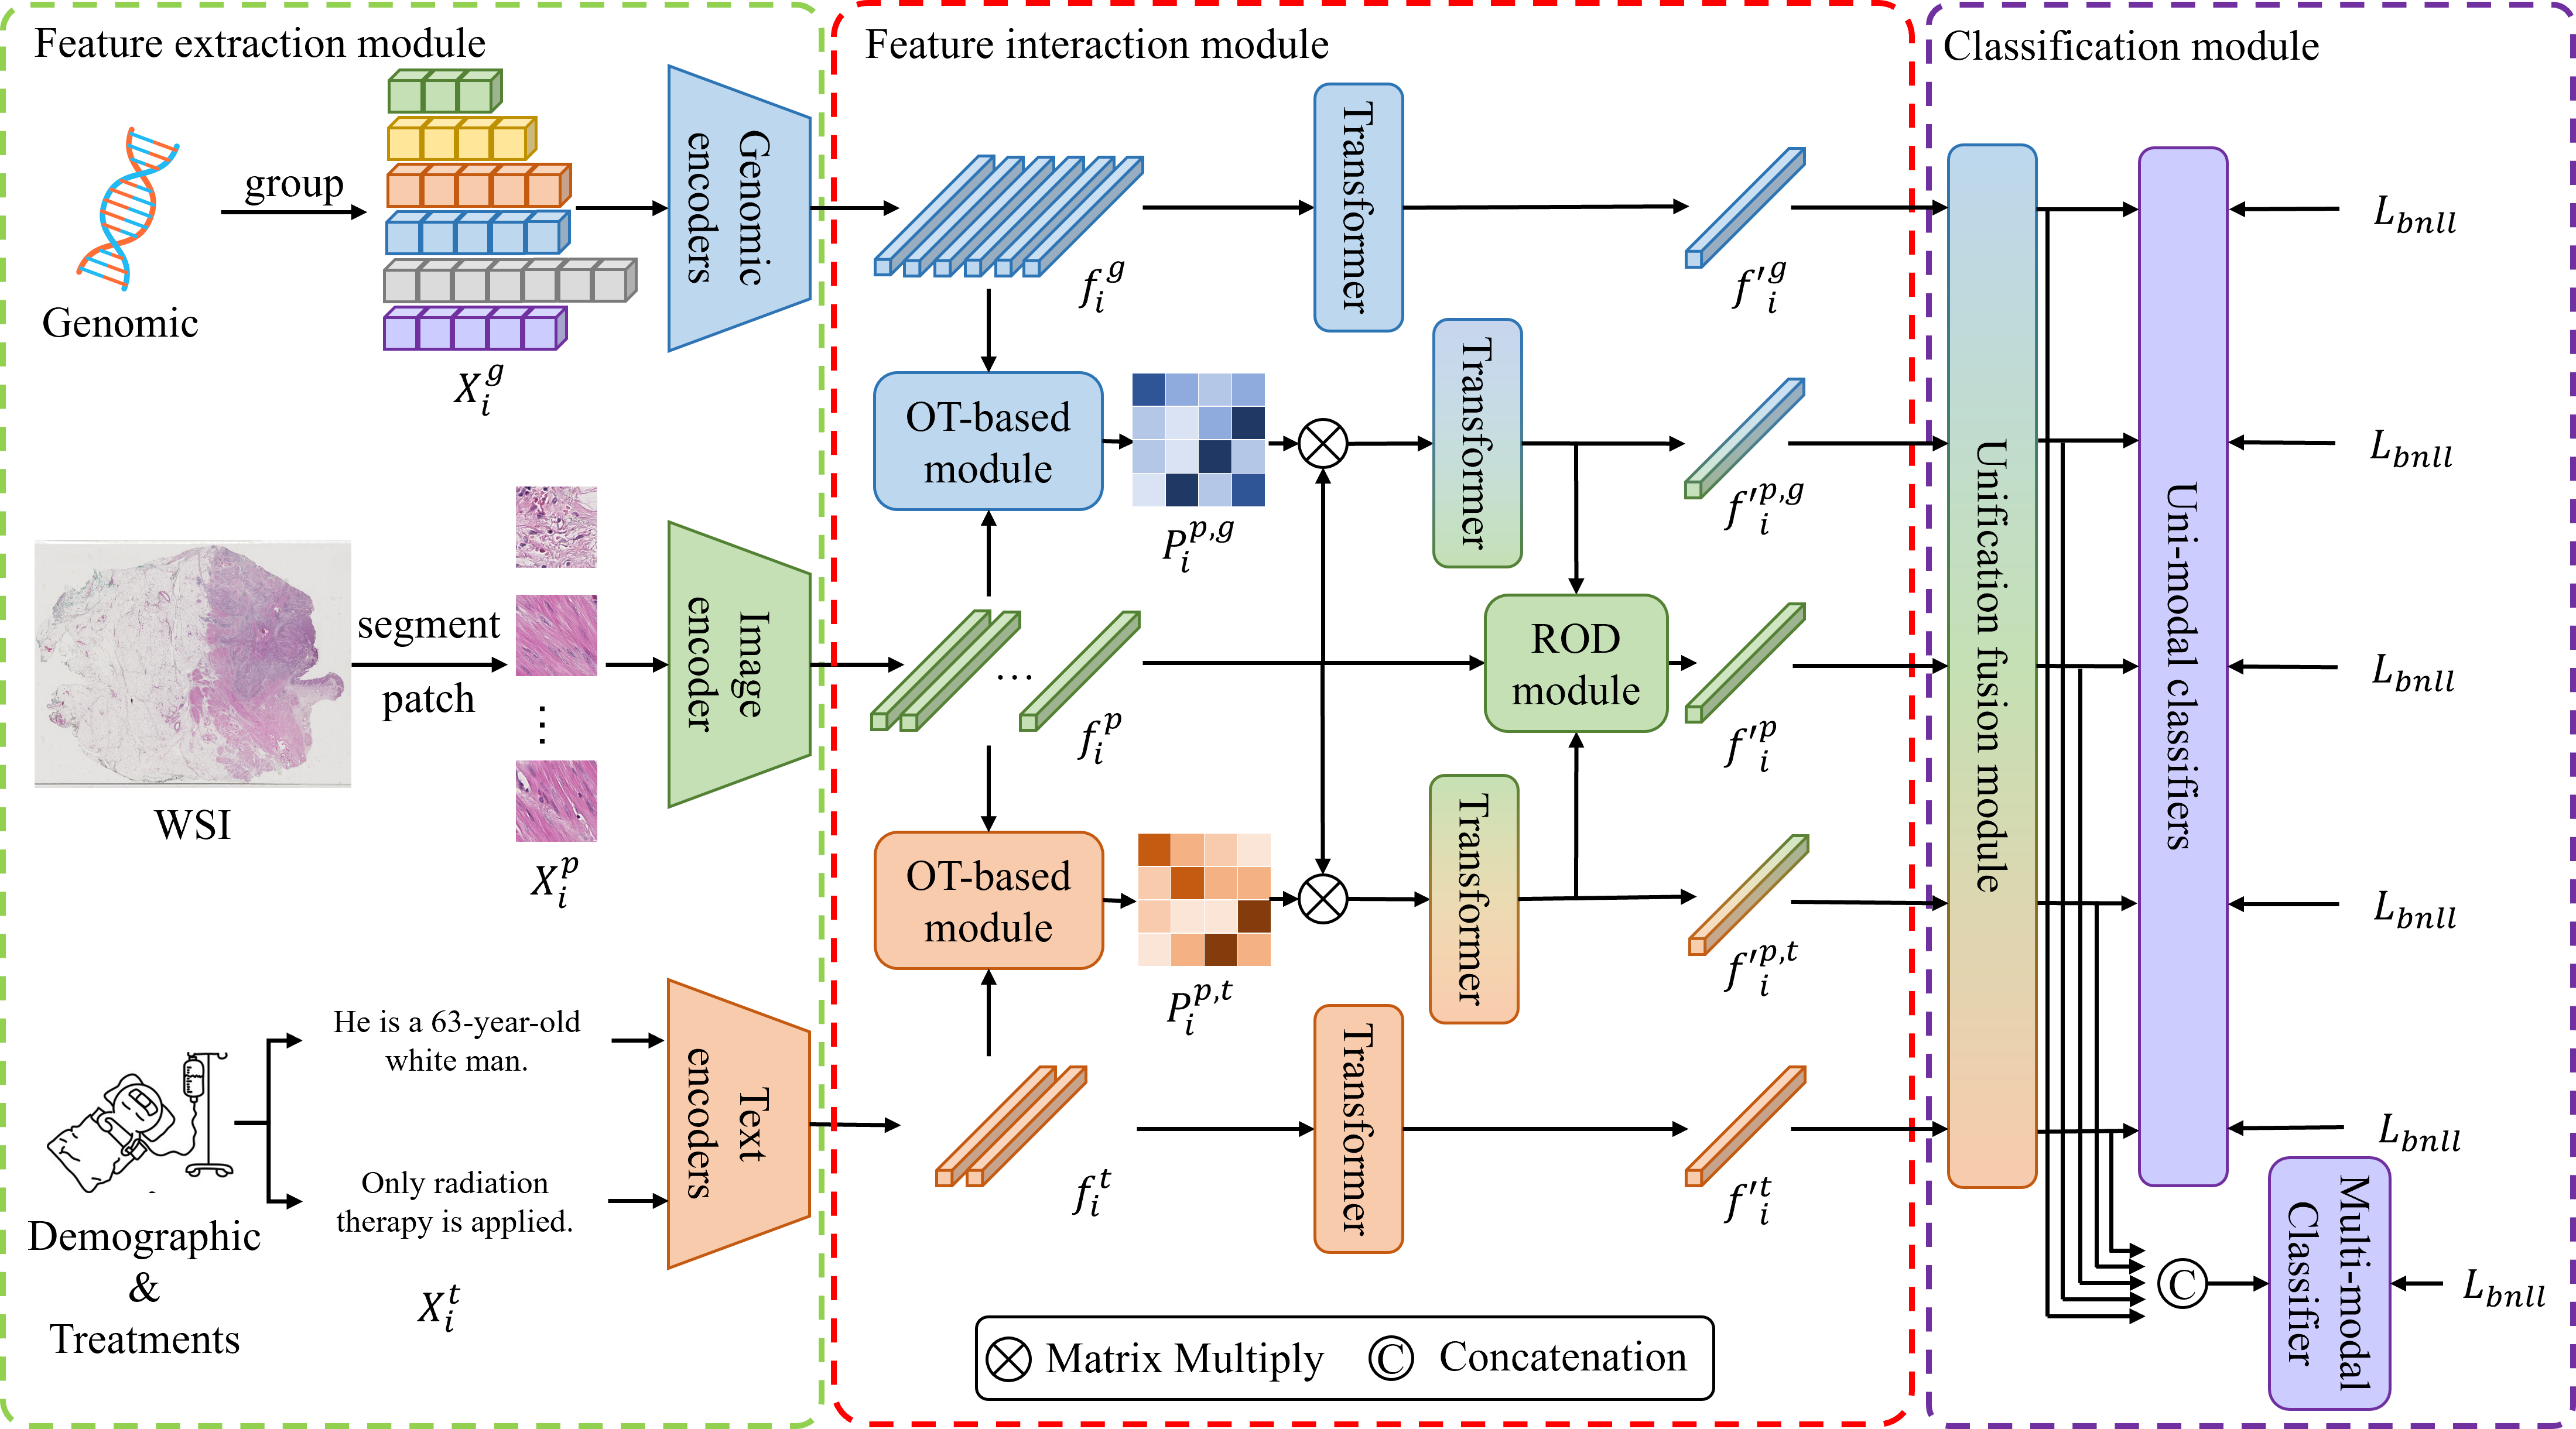 Feature extraction module
Genomic
group
X_i^g
Genomic
encoders
WSI
segment
patch
⋮
X_i^p
Image
encoder
Demographic
&
Treatments
He is a 63-year-old
white man.
Only radiation
therapy is applied.
X_i^t
Text
encoders
Feature interaction module
f_i^g
Transformer
f'_i^g
OT-based
module
P_i^{p,g}
Transformer
f'_i^{p,g}
…
f_i^p
ROD
module
f'_i^p
OT-based
module
P_i^{p,t}
Transformer
f'_i^{p,t}
f_i^t
Transformer
f'_i^t
⊗ Matrix Multiply © Concatenation
Classification module
Unification fusion module
Uni-modal classifiers
L_{bnll}
L_{bnll}
L_{bnll}
L_{bnll}
L_{bnll}
C
Multi-modal
Classifier
L_{bnll}